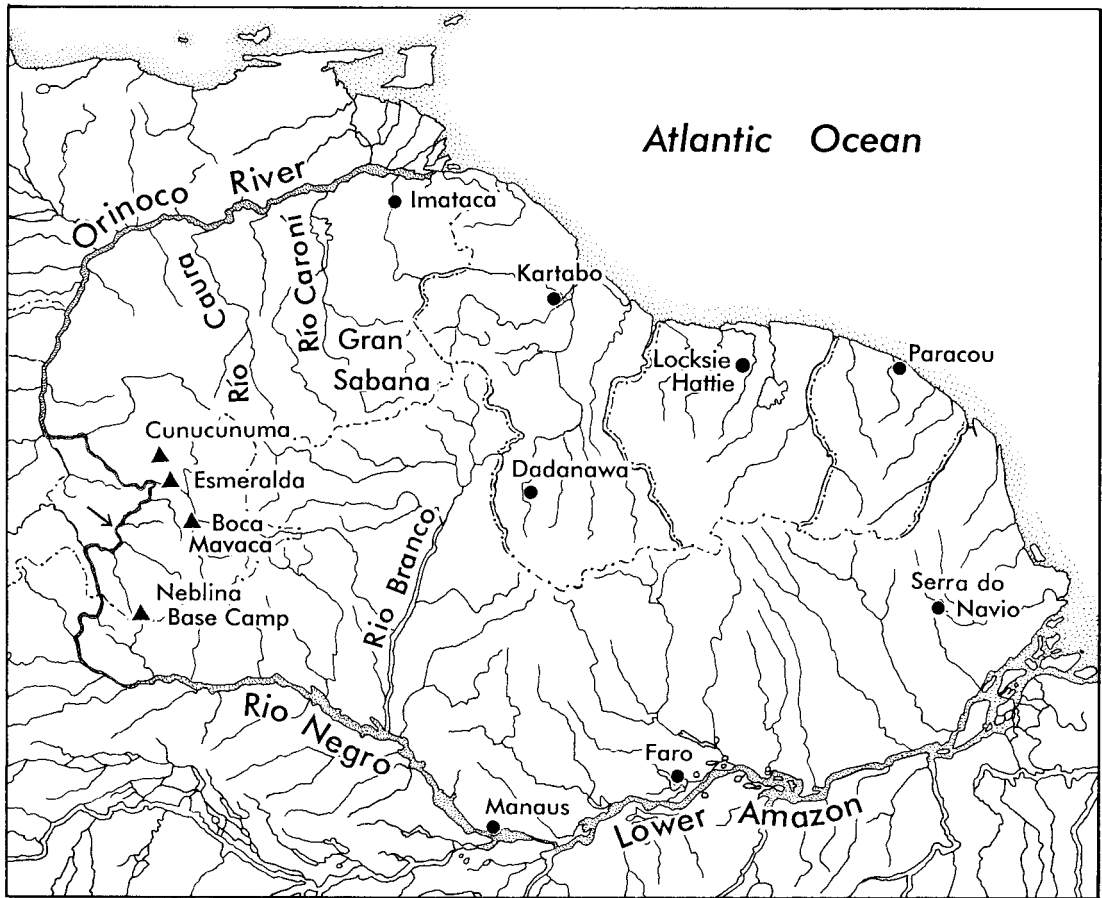 Atlantic Ocean
Orinoco River
Imataca
Caura
Río Caroní
Kartabo
Gran
Sabana
Río
Locksie
Hattie
Paracou
Cunucunuma
Esmeralda
Dadanawa
Boca
Mavaca
Rio Branco
Neblina
Base Camp
Serra do
Navio
Rio Negro
Faro
Manaus
Lower Amazon